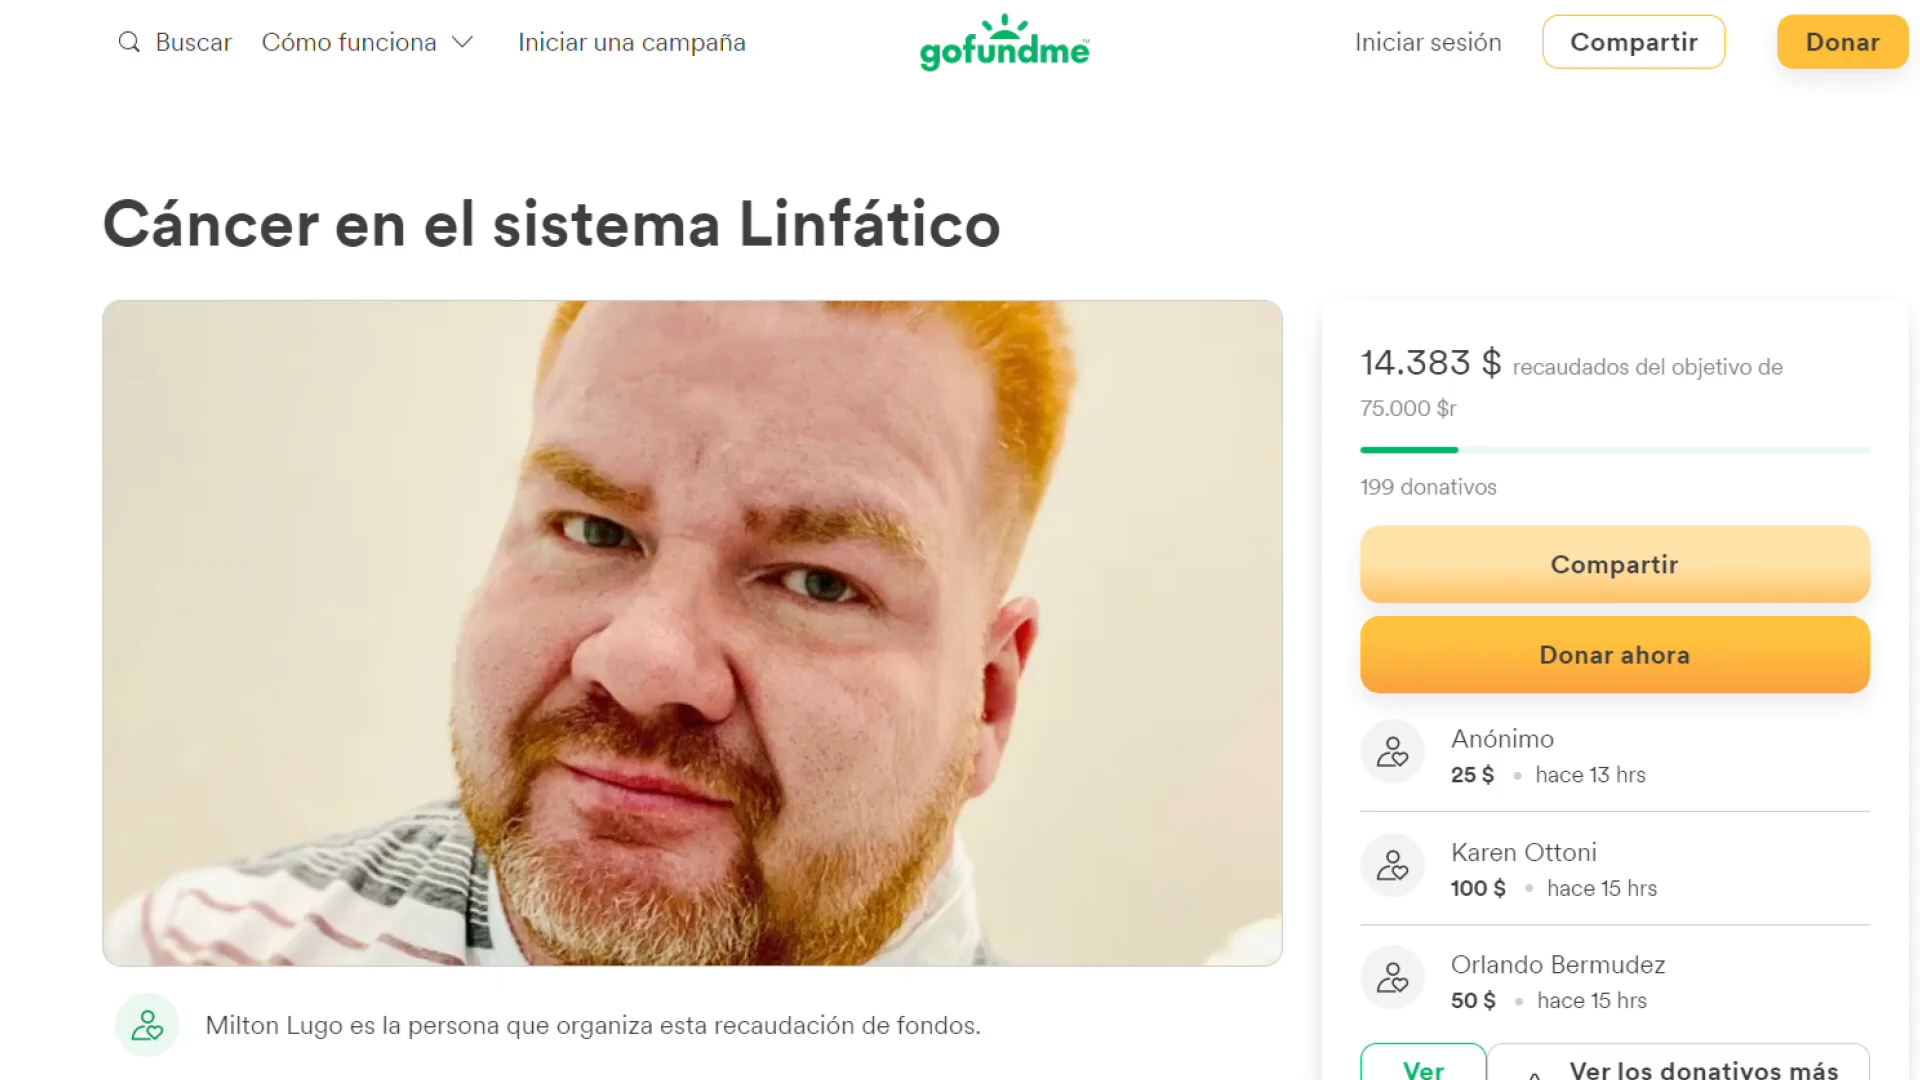 Buscar
Cómo funciona
Iniciar una campaña
gofundme™
Iniciar sesión
Compartir
Donar
Cáncer en el sistema Linfático
14.383 $ recaudados del objetivo de
75.000 $r
199 donativos
Compartir
Donar ahora
Anónimo
25 $ • hace 13 hrs
Karen Ottoni
100 $ • hace 15 hrs
Orlando Bermudez
50 $ • hace 15 hrs
Milton Lugo es la persona que organiza esta recaudación de fondos.
Ver
Ver los donativos más